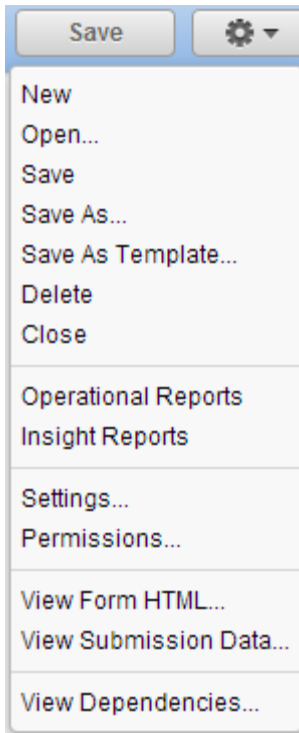 Save
New
Open...
Save
Save As...
Save As Template...
Delete
Close
Operational Reports
Insight Reports
Settings...
Permissions...
View Form HTML...
View Submission Data...
View Dependencies...